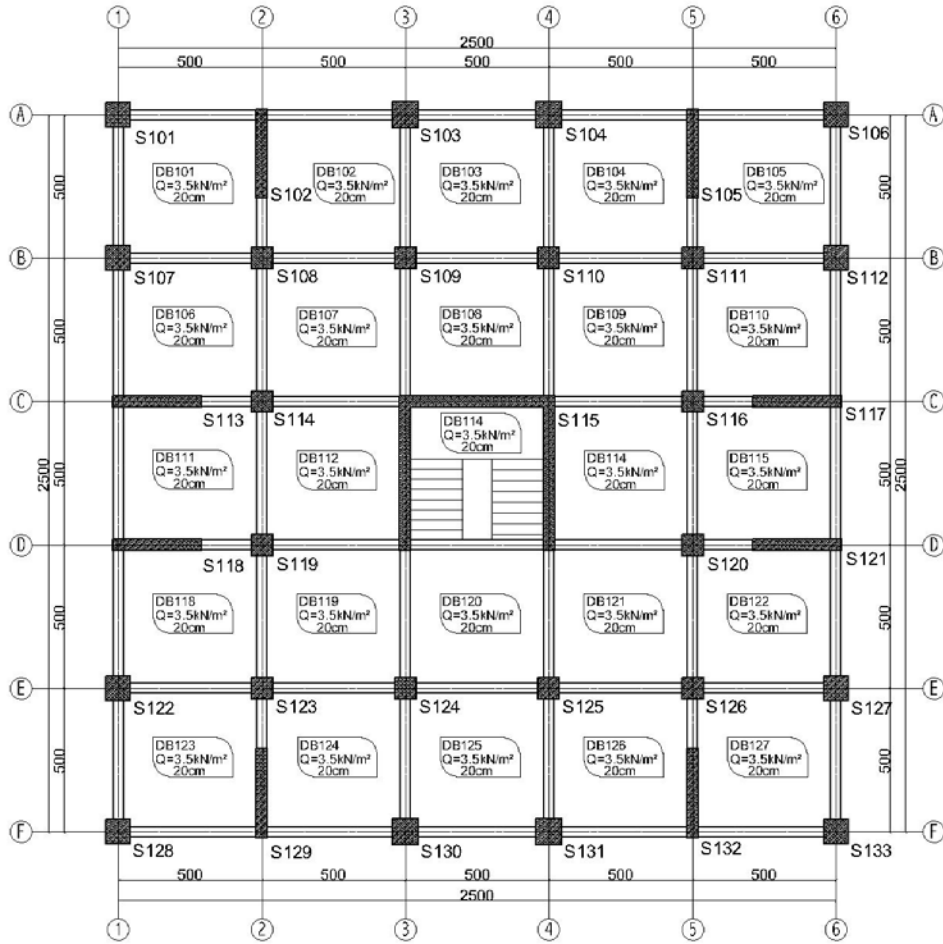 1 2 3 4 5 6
2500
500 500 500 500 500
A A
S101 S103 S104 S106
DB101
Q=3.5kN/m²
20cm
DB102
Q=3.5kN/m²
20cm
DB103
Q=3.5kN/m²
20cm
DB104
Q=3.5kN/m²
20cm
DB105
Q=3.5kN/m²
20cm
S102 S105
500 500
B B
S107 S108 S109 S110 S111 S112
DB106
Q=3.5kN/m²
20cm
DB107
Q=3.5kN/m²
20cm
DB108
Q=3.5kN/m²
20cm
DB109
Q=3.5kN/m²
20cm
DB110
Q=3.5kN/m²
20cm
500 500
C C
S113 S114 S115 S116 S117
DB114
Q=3.5kN/m²
20cm
DB111
Q=3.5kN/m²
20cm
DB112
Q=3.5kN/m²
20cm
DB114
Q=3.5kN/m²
20cm
DB115
Q=3.5kN/m²
20cm
2500 500 500 2500
D D
S118 S119 S120 S121
DB118
Q=3.5kN/m²
20cm
DB119
Q=3.5kN/m²
20cm
DB120
Q=3.5kN/m²
20cm
DB121
Q=3.5kN/m²
20cm
DB122
Q=3.5kN/m²
20cm
500 500
E E
S122 S123 S124 S125 S126 S127
DB123
Q=3.5kN/m²
20cm
DB124
Q=3.5kN/m²
20cm
DB125
Q=3.5kN/m²
20cm
DB126
Q=3.5kN/m²
20cm
DB127
Q=3.5kN/m²
20cm
500 500
F F
S128 S129 S130 S131 S132 S133
500 500 500 500 500
2500
1 2 3 4 5 6